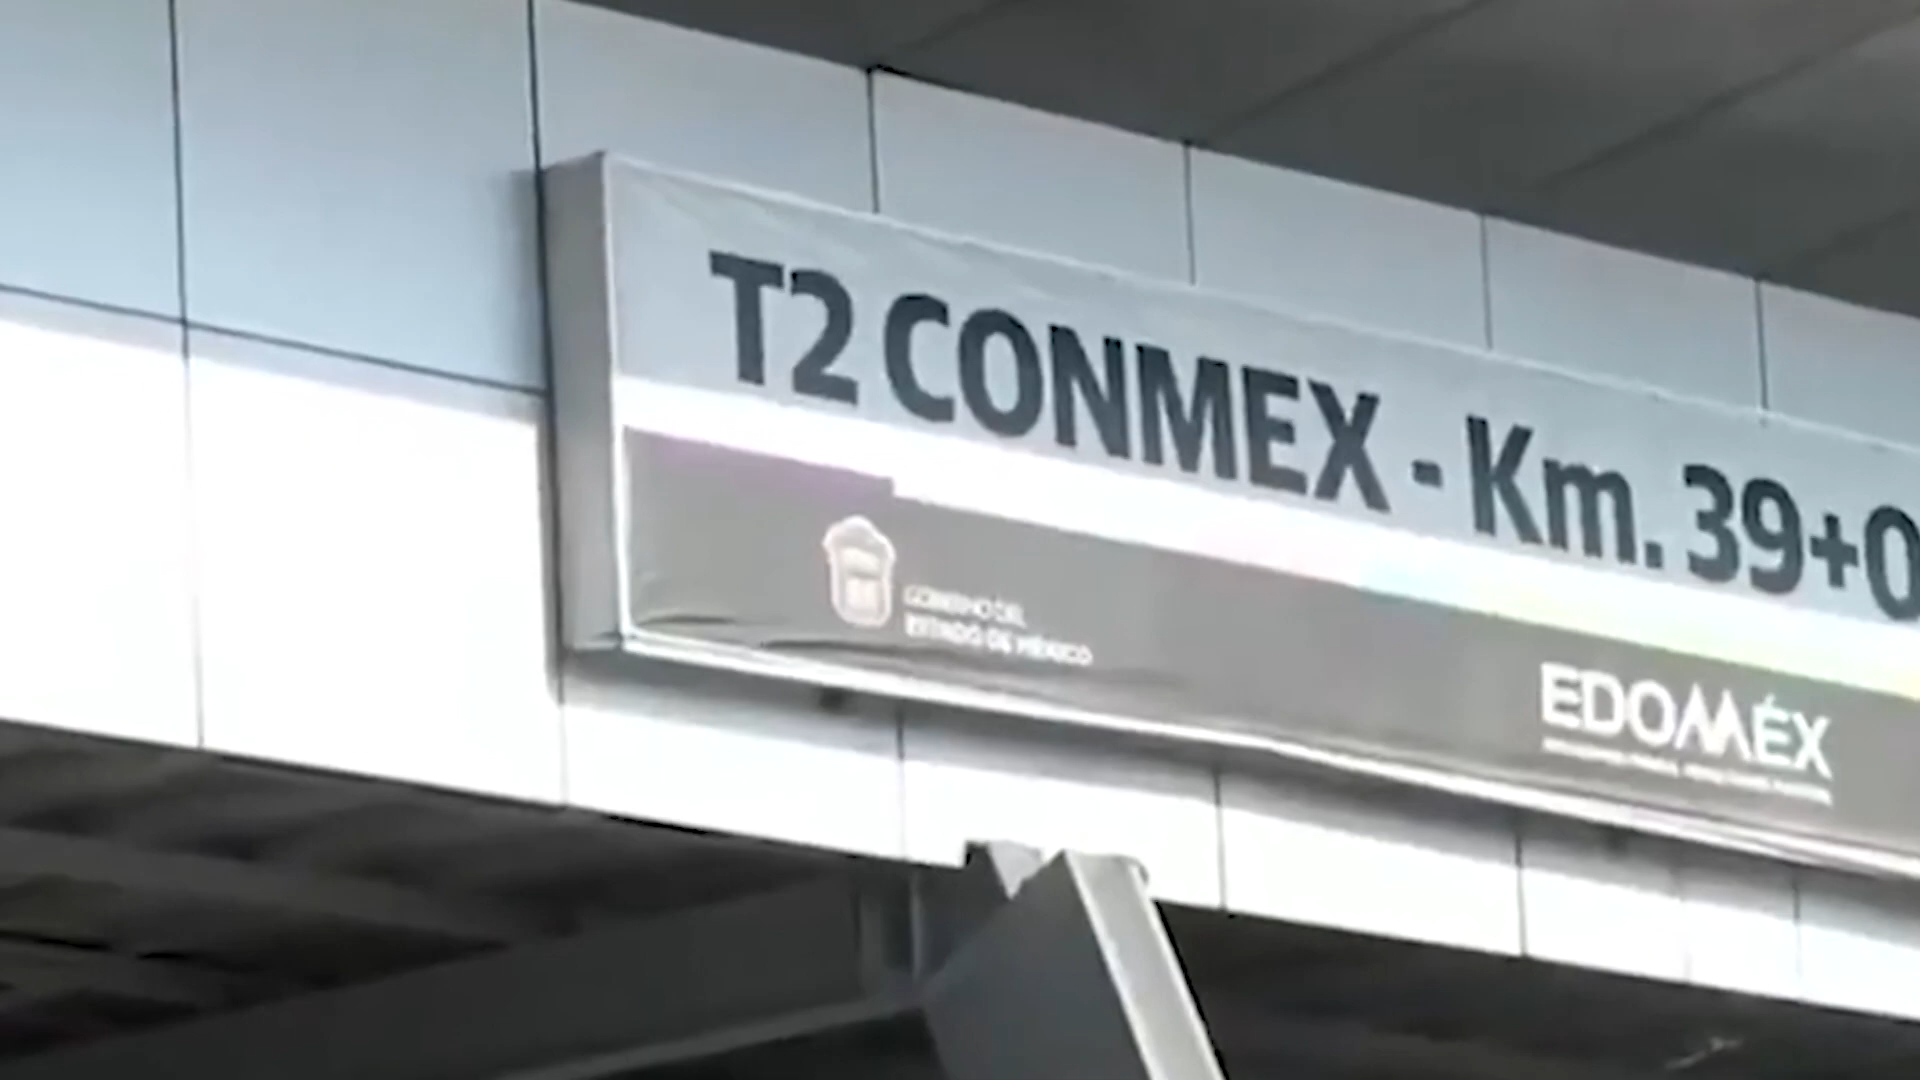 T2 CONMEX - Km. 39+0
GOBIERNO DEL
ESTADO DE MÉXICO
EDOMÉX